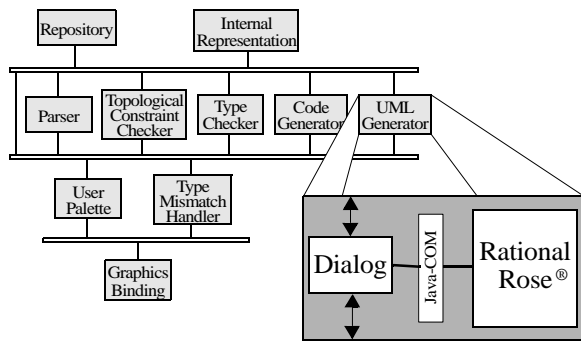 Repository
Internal
Representation
Parser
Topological
Constraint
Checker
Type
Checker
Code
Generator
UML
Generator
User
Palette
Type
Mismatch
Handler
Graphics
Binding
Dialog
Java-COM
Rational
Rose®